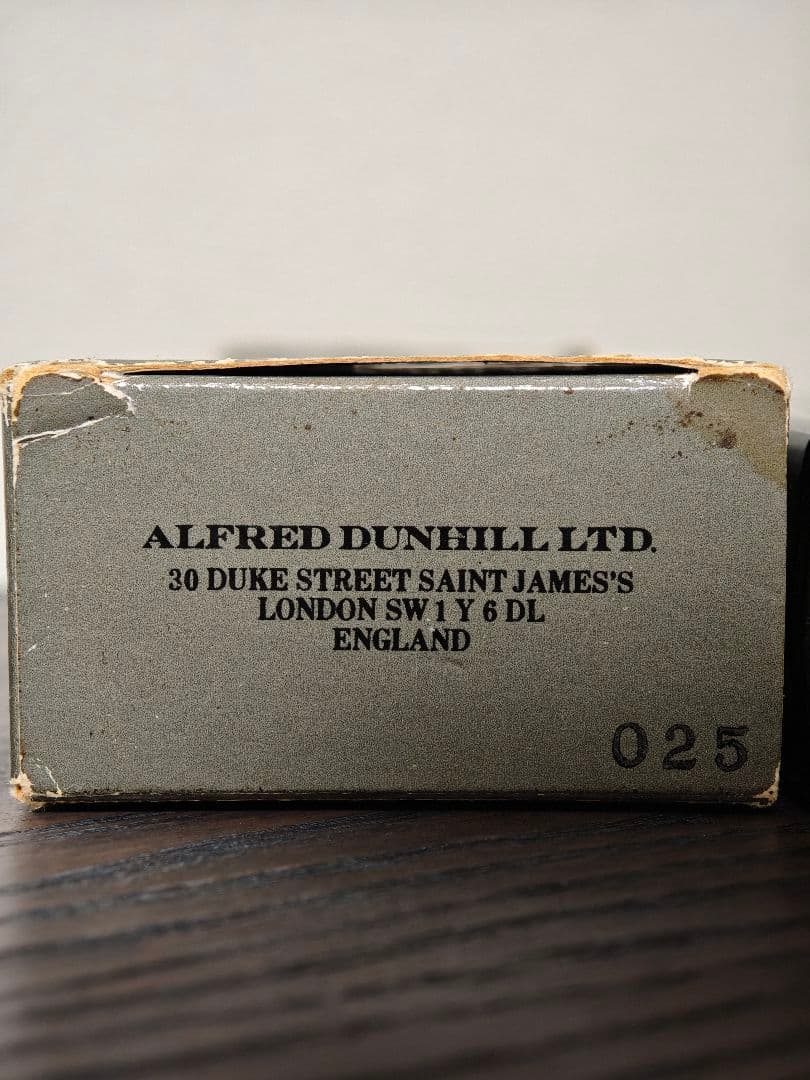 ALFRED DUNHILL LTD.
30 DUKE STREET SAINT JAMES'S
LONDON SW 1 Y 6 DL
ENGLAND
025